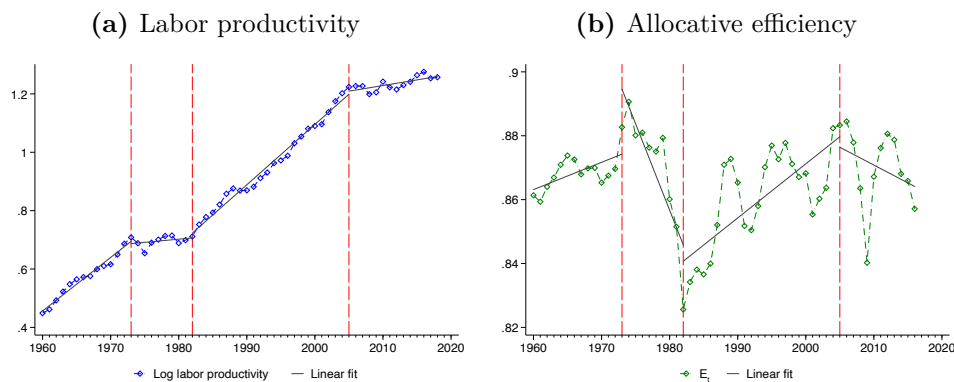 (a) Labor productivity
1.2
1
.8
.6
.4
1960 1970 1980 1990 2000 2010 2020
Log labor productivity Linear fit
(b) Allocative efficiency
.9
.88
.86
.84
.82
1960 1970 1980 1990 2000 2010 2020
E_t Linear fit